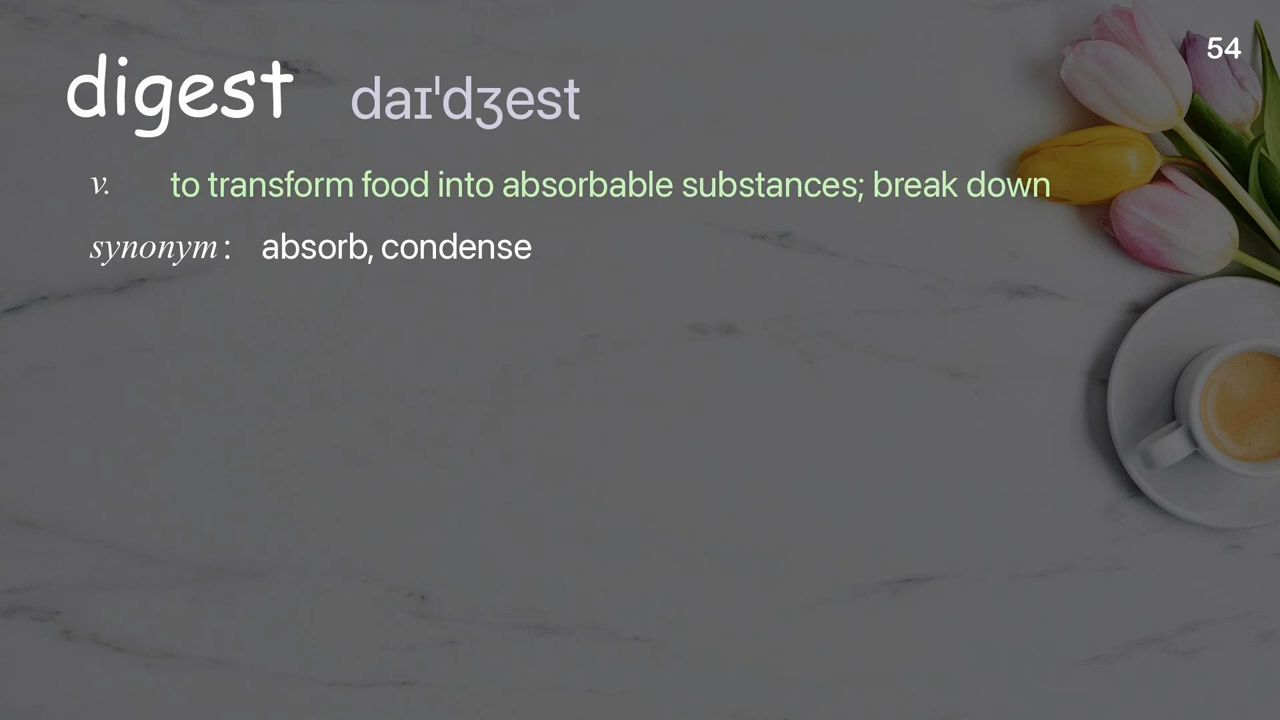 54
digest daɪˈdʒest
v. to transform food into absorbable substances; break down
synonym : absorb, condense